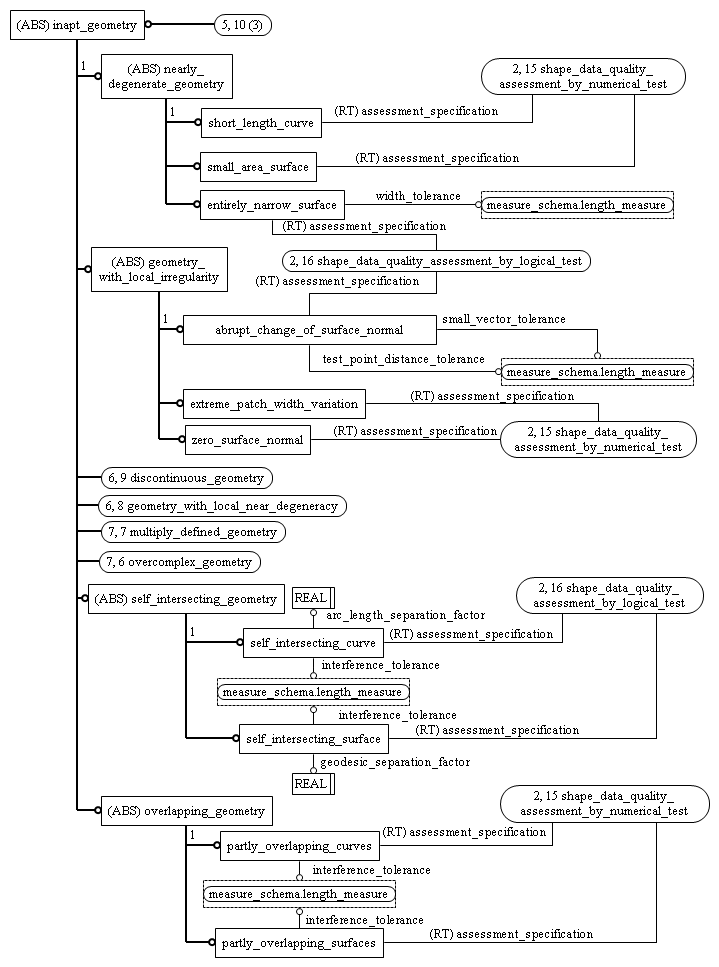 (ABS) inapt_geometry
5, 10 (3)
1
(ABS) nearly_
degenerate_geometry
2, 15 shape_data_quality_
assessment_by_numerical_test
1
(RT) assessment_specification
short_length_curve
(RT) assessment_specification
small_area_surface
width_tolerance
entirely_narrow_surface
measure_schema.length_measure
(RT) assessment_specification
(ABS) geometry_
with_local_irregularity
2, 16 shape_data_quality_assessment_by_logical_test
(RT) assessment_specification
1
small_vector_tolerance
abrupt_change_of_surface_normal
test_point_distance_tolerance
measure_schema.length_measure
(RT) assessment_specification
extreme_patch_width_variation
(RT) assessment_specification
zero_surface_normal
2, 15 shape_data_quality_
assessment_by_numerical_test
6, 9 discontinuous_geometry
6, 8 geometry_with_local_near_degeneracy
7, 7 multiply_defined_geometry
7, 6 overcomplex_geometry
(ABS) self_intersecting_geometry
REAL
2, 16 shape_data_quality_
assessment_by_logical_test
arc_length_separation_factor
1
(RT) assessment_specification
self_intersecting_curve
interference_tolerance
measure_schema.length_measure
interference_tolerance
(RT) assessment_specification
self_intersecting_surface
geodesic_separation_factor
REAL
(ABS) overlapping_geometry
2, 15 shape_data_quality_
assessment_by_numerical_test
1
(RT) assessment_specification
partly_overlapping_curves
interference_tolerance
measure_schema.length_measure
interference_tolerance
(RT) assessment_specification
partly_overlapping_surfaces